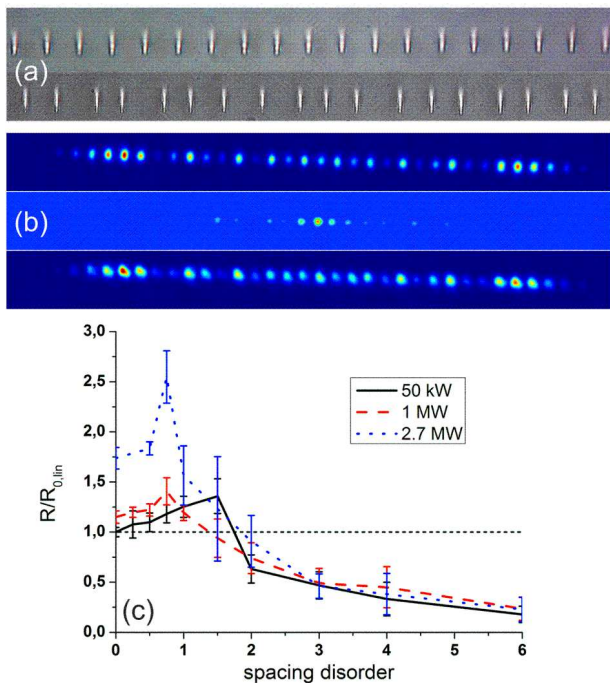 (a)
(b)
3,0
2,5
2,0
1,5
1,0
0,5
0,0
R/R0,lin
50 kW
1 MW
2.7 MW
(c)
0 1 2 3 4 5 6
spacing disorder